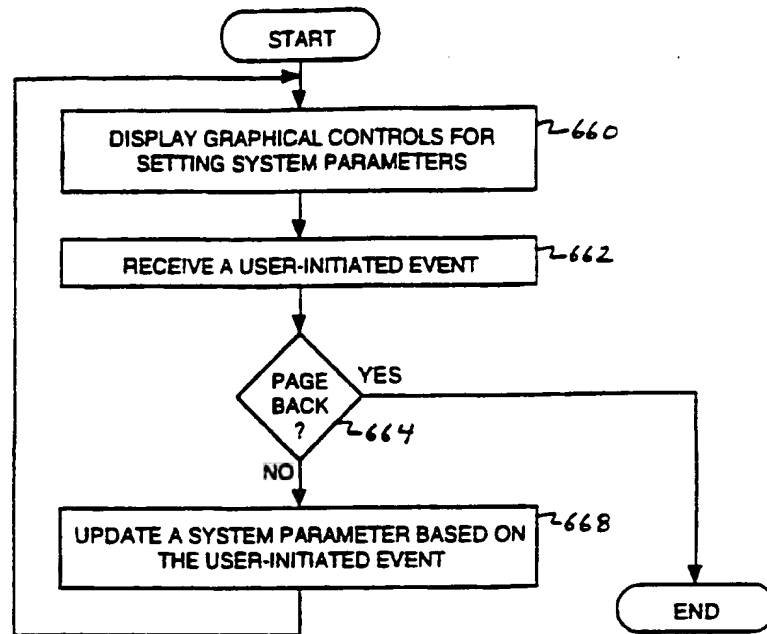 START
DISPLAY GRAPHICAL CONTROLS FOR
SETTING SYSTEM PARAMETERS
660
RECEIVE A USER-INITIATED EVENT
662
PAGE
BACK
?
YES
664
NO
UPDATE A SYSTEM PARAMETER BASED ON
THE USER-INITIATED EVENT
668
END